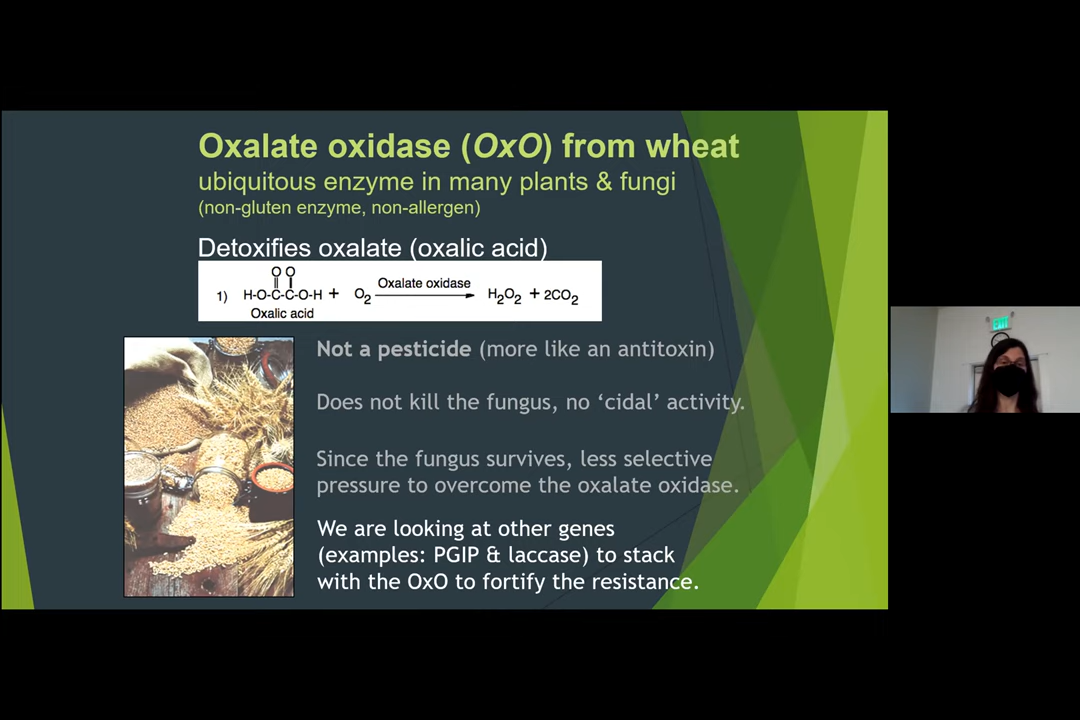 Oxalate oxidase (OxO) from wheat
ubiquitous enzyme in many plants & fungi
(non-gluten enzyme, non-allergen)
Detoxifies oxalate (oxalic acid)
O O
1) H-O-C-C-O-H + O2 Oxalate oxidase H2O2 + 2CO2
Oxalic acid
Not a pesticide (more like an antitoxin)
Does not kill the fungus, no ‘cidal’ activity.
Since the fungus survives, less selective
pressure to overcome the oxalate oxidase.
We are looking at other genes
(examples: PGIP & laccase) to stack
with the OxO to fortify the resistance.
EXIT